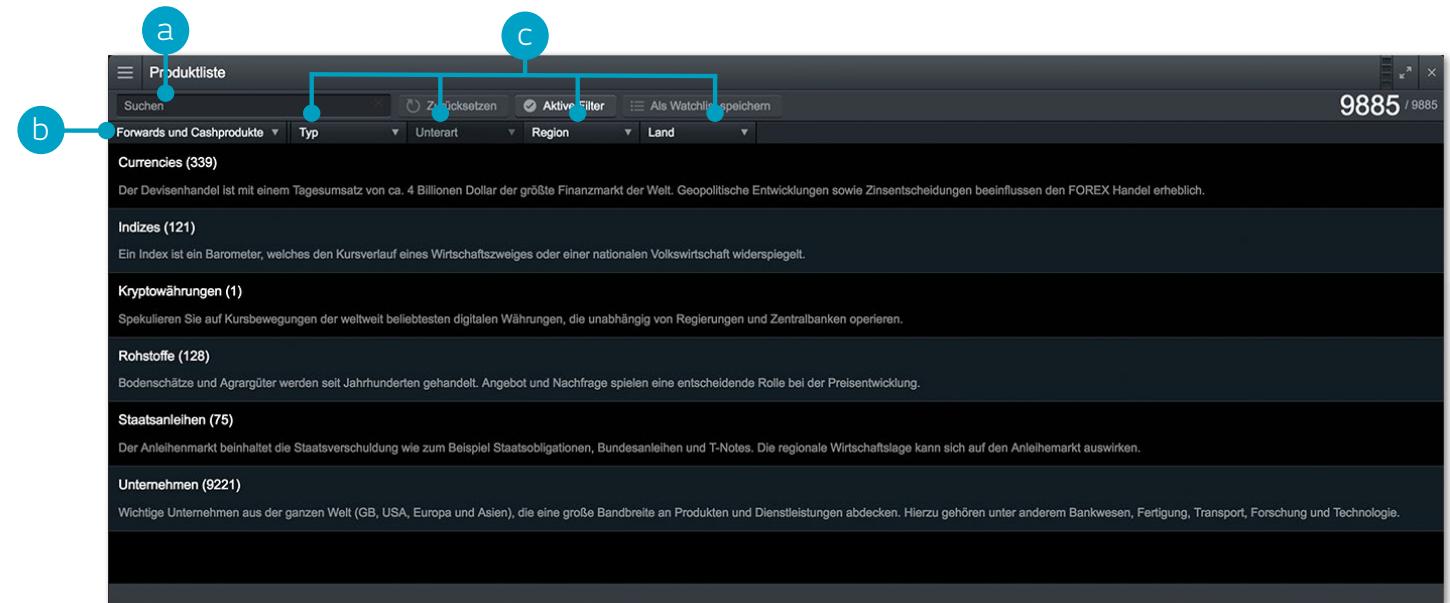 a
c
b
Produktliste
Suchen
Zurücksetzen
Aktive Filter
Als Watchlist speichern
9885 / 9885
Forwards und Cashprodukte
Typ
Unterart
Region
Land
Currencies (339)
Der Devisenhandel ist mit einem Tagesumsatz von ca. 4 Billionen Dollar der größte Finanzmarkt der Welt. Geopolitische Entwicklungen sowie Zinsentscheidungen beeinflussen den FOREX Handel erheblich.
Indizes (121)
Ein Index ist ein Barometer, welches den Kursverlauf eines Wirtschaftszweiges oder einer nationalen Volkswirtschaft widerspiegelt.
Kryptowährungen (1)
Spekulieren Sie auf Kursbewegungen der weltweit beliebtesten digitalen Währungen, die unabhängig von Regierungen und Zentralbanken operieren.
Rohstoffe (128)
Bodenschätze und Agrargüter werden seit Jahrhunderten gehandelt. Angebot und Nachfrage spielen eine entscheidende Rolle bei der Preisentwicklung.
Staatsanleihen (75)
Der Anleihenmarkt beinhaltet die Staatsverschuldung wie zum Beispiel Staatsobligationen, Bundesanleihen und T-Notes. Die regionale Wirtschaftslage kann sich auf den Anleihemarkt auswirken.
Unternehmen (9221)
Wichtige Unternehmen aus der ganzen Welt (GB, USA, Europa und Asien), die eine große Bandbreite an Produkten und Dienstleistungen abdecken. Hierzu gehören unter anderem Bankwesen, Fertigung, Transport, Forschung und Technologie.